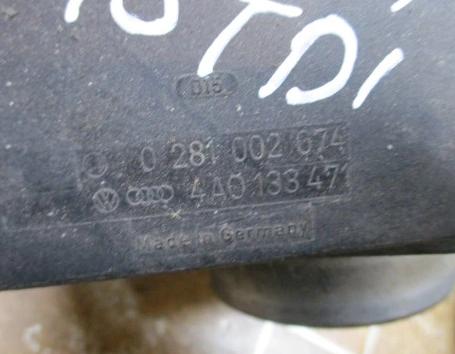 TDI
D15
0 281 002 674
4A0 133 471
Made in Germany